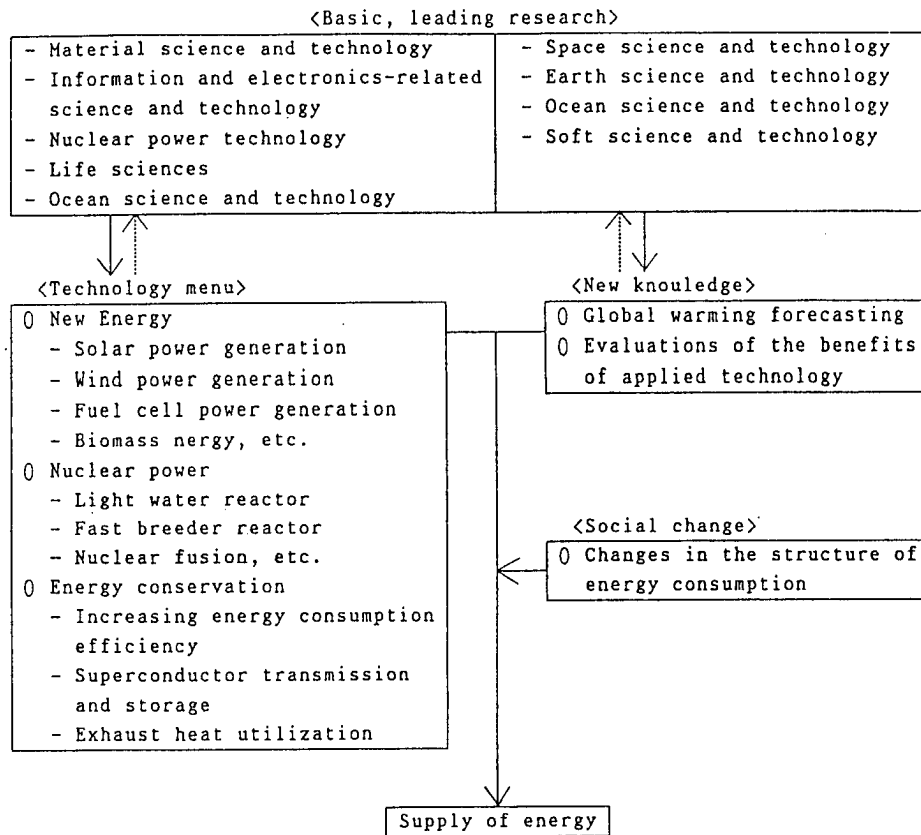 <Basic, leading research>
- Material science and technology
- Information and electronics-related
science and technology
- Nuclear power technology
- Life sciences
- Ocean science and technology
- Space science and technology
- Earth science and technology
- Ocean science and technology
- Soft science and technology
<Technology menu>
O New Energy
- Solar power generation
- Wind power generation
- Fuel cell power generation
- Biomass nergy, etc.
O Nuclear power
- Light water reactor
- Fast breeder reactor
- Nuclear fusion, etc.
O Energy conservation
- Increasing energy consumption
efficiency
- Superconductor transmission
and storage
- Exhaust heat utilization
<New knowledge>
O Global warming forecasting
O Evaluations of the benefits
of applied technology
<Social change>
O Changes in the structure of
energy consumption
Supply of energy